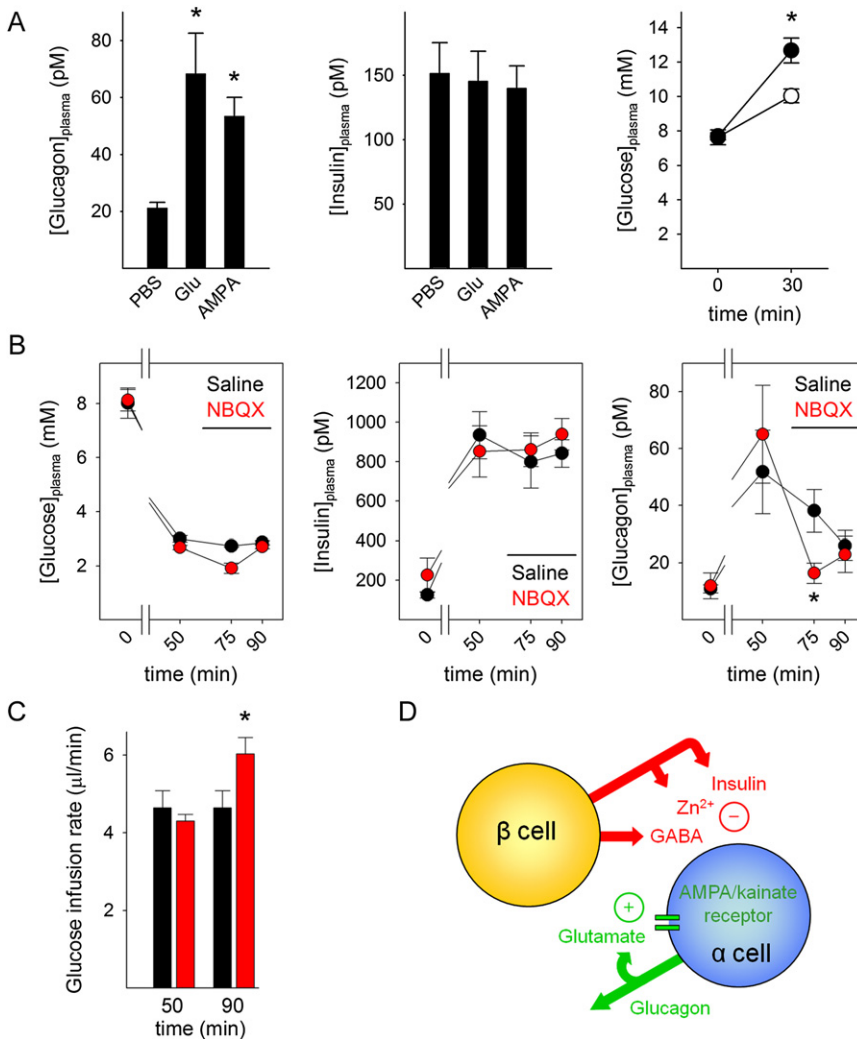 A
[Glucagon]plasma (pM)
80
60
40
20
*
*
PBS
Glu
AMPA
[Insulin]plasma (pM)
150
100
50
PBS
Glu
AMPA
[Glucose]plasma (mM)
14
12
10
8
6
4
2
*
0
30
time (min)
B
[Glucose]plasma (mM)
8
6
4
2
Saline
NBQX
0
50
75
90
time (min)
[Insulin]plasma (pM)
1200
1000
800
600
400
200
Saline
NBQX
0
50
75
90
time (min)
[Glucagon]plasma (pM)
80
60
40
20
Saline
NBQX
*
0
50
75
90
time (min)
C
Glucose infusion rate (µl/min)
6
4
2
*
50
90
time (min)
D
β cell
Insulin
Zn²⁺
−
GABA
AMPA/kainate
receptor
α cell
+
Glutamate
Glucagon